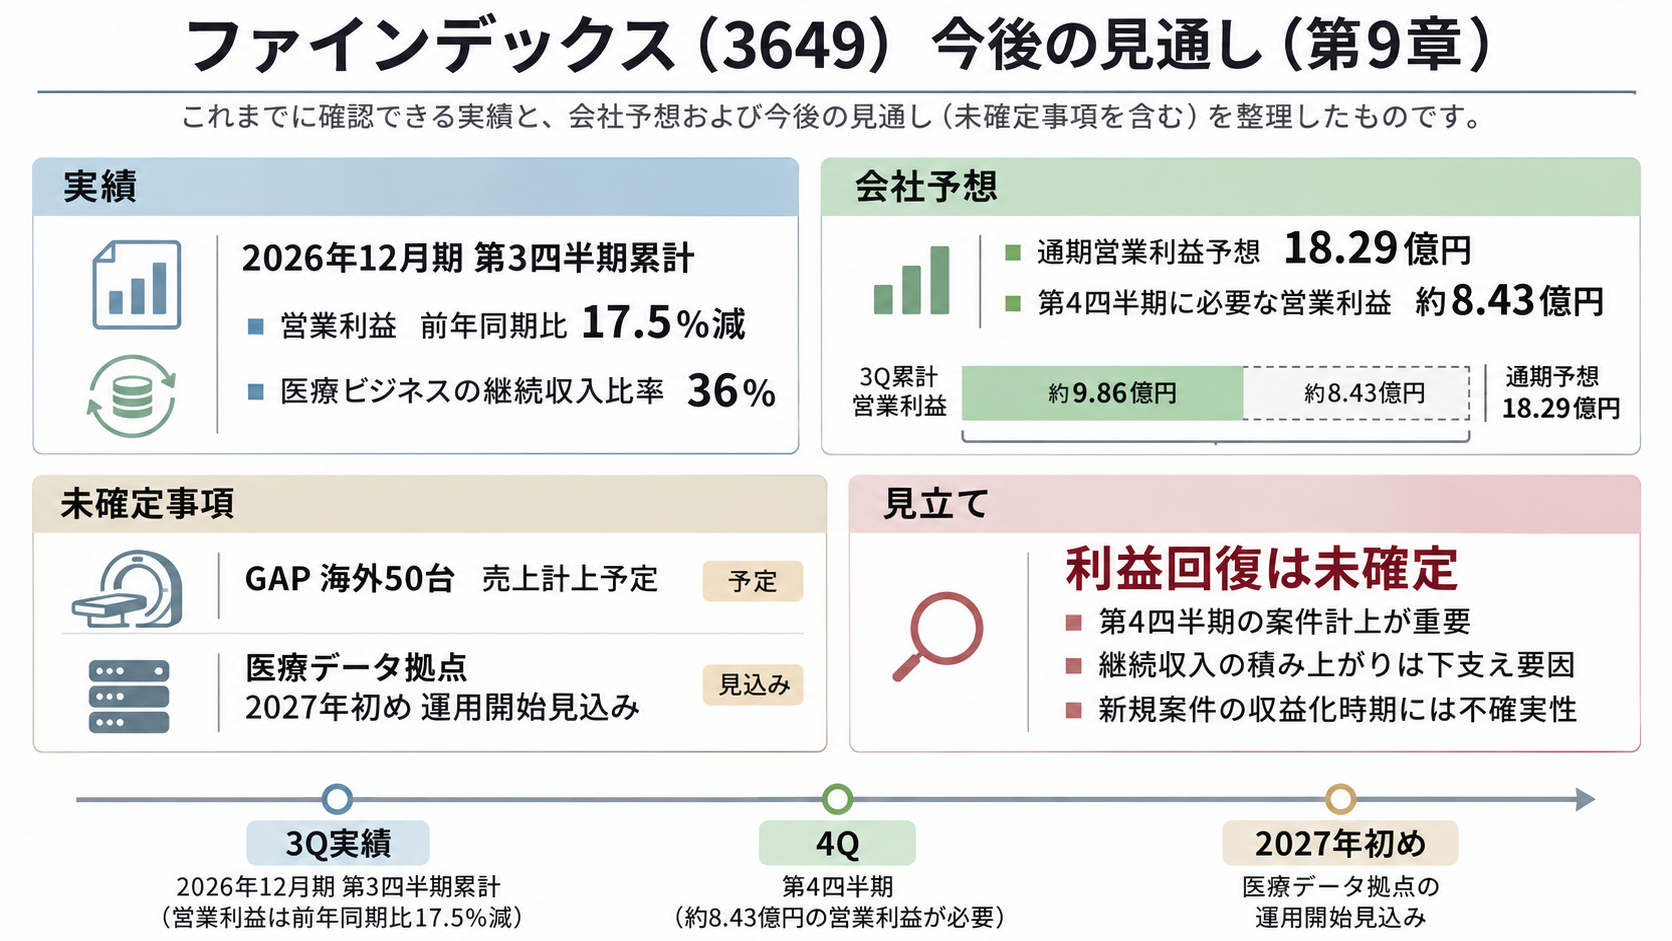 ファインデックス（3649） 今後の見通し（第9章）
これまでに確認できる実績と、会社予想および今後の見通し（未確定事項を含む）を整理したものです。
実績
2026年12月期 第3四半期累計
営業利益 前年同期比 17.5%減
医療ビジネスの継続収入比率 36%
会社予想
通期営業利益予想 18.29億円
第4四半期に必要な営業利益 約8.43億円
3Q累計
営業利益
約9.86億円
約8.43億円
通期予想
18.29億円
未確定事項
GAP 海外50台 売上計上予定
予定
医療データ拠点
2027年初め 運用開始見込み
見込み
見立て
利益回復は未確定
第4四半期の案件計上が重要
継続収入の積み上がりは下支え要因
新規案件の収益化時期には不確実性
3Q実績
2026年12月期 第3四半期累計
（営業利益は前年同期比17.5%減）
4Q
第4四半期
（約8.43億円の営業利益が必要）
2027年初め
医療データ拠点の
運用開始見込み